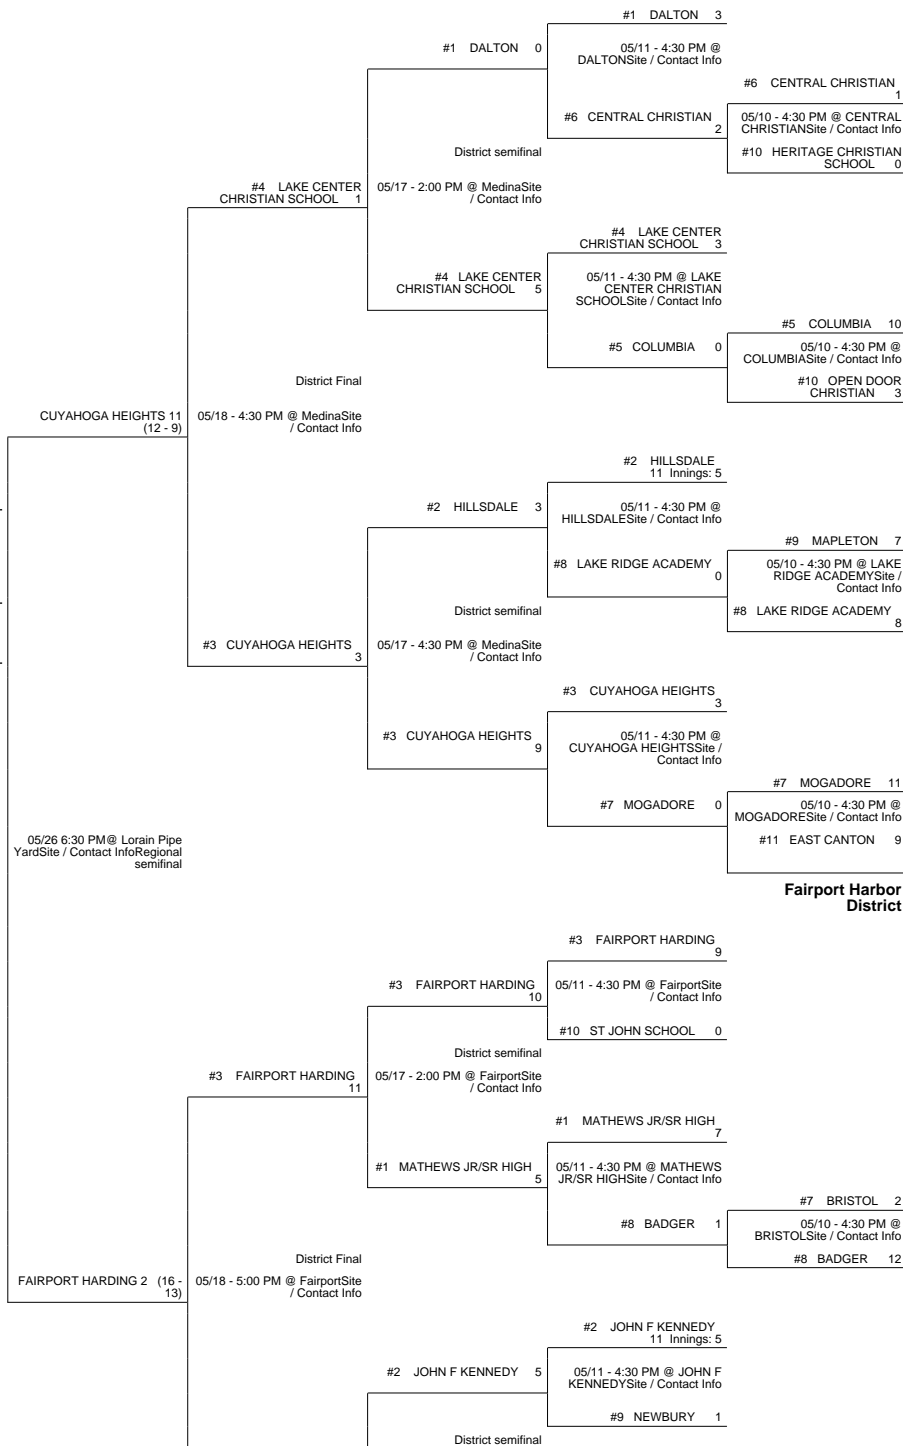 #1 DALTON 3
#1 DALTON 0
05/11 - 4:30 PM @
DALTONSite / Contact Info
#6 CENTRAL CHRISTIAN
1
#6 CENTRAL CHRISTIAN
2
05/10 - 4:30 PM @ CENTRAL
CHRISTIANSite / Contact Info
#10 HERITAGE CHRISTIAN
SCHOOL 0
District semifinal
#4 LAKE CENTER
CHRISTIAN SCHOOL 1
05/17 - 2:00 PM @ MedinaSite
/ Contact Info
#4 LAKE CENTER
CHRISTIAN SCHOOL 3
#4 LAKE CENTER
CHRISTIAN SCHOOL 5
05/11 - 4:30 PM @ LAKE
CENTER CHRISTIAN
SCHOOLSite / Contact Info
#5 COLUMBIA 10
#5 COLUMBIA 0
05/10 - 4:30 PM @
COLUMBIASite / Contact Info
#10 OPEN DOOR
CHRISTIAN 3
District Final
CUYAHOGA HEIGHTS 11
(12 - 9)
05/18 - 4:30 PM @ MedinaSite
/ Contact Info
#2 HILLSDALE
11 Innings: 5
#2 HILLSDALE 3
05/11 - 4:30 PM @
HILLSDALESite / Contact Info
#9 MAPLETON 7
#8 LAKE RIDGE ACADEMY
0
05/10 - 4:30 PM @ LAKE
RIDGE ACADEMYSite /
Contact Info
#8 LAKE RIDGE ACADEMY
8
District semifinal
#3 CUYAHOGA HEIGHTS
3
05/17 - 4:30 PM @ MedinaSite
/ Contact Info
#3 CUYAHOGA HEIGHTS
3
#3 CUYAHOGA HEIGHTS
9
05/11 - 4:30 PM @
CUYAHOGA HEIGHTSSite /
Contact Info
#7 MOGADORE 11
#7 MOGADORE 0
05/10 - 4:30 PM @
MOGADORESite / Contact Info
#11 EAST CANTON 9
05/26 6:30 PM@ Lorain Pipe
YardSite / Contact InfoRegional
semifinal
Fairport Harbor
District
#3 FAIRPORT HARDING
9
#3 FAIRPORT HARDING
10
05/11 - 4:30 PM @ FairportSite
/ Contact Info
#10 ST JOHN SCHOOL 0
District semifinal
#3 FAIRPORT HARDING
11
05/17 - 2:00 PM @ FairportSite
/ Contact Info
#1 MATHEWS JR/SR HIGH
7
#1 MATHEWS JR/SR HIGH
5
05/11 - 4:30 PM @ MATHEWS
JR/SR HIGHSite / Contact Info
#7 BRISTOL 2
#8 BADGER 1
05/10 - 4:30 PM @
BRISTOLSite / Contact Info
#8 BADGER 12
District Final
FAIRPORT HARDING 2 (16 -
13)
05/18 - 5:00 PM @ FairportSite
/ Contact Info
#2 JOHN F KENNEDY
11 Innings: 5
#2 JOHN F KENNEDY 5
05/11 - 4:30 PM @ JOHN F
KENNEDYSite / Contact Info
#9 NEWBURY 1
District semifinal